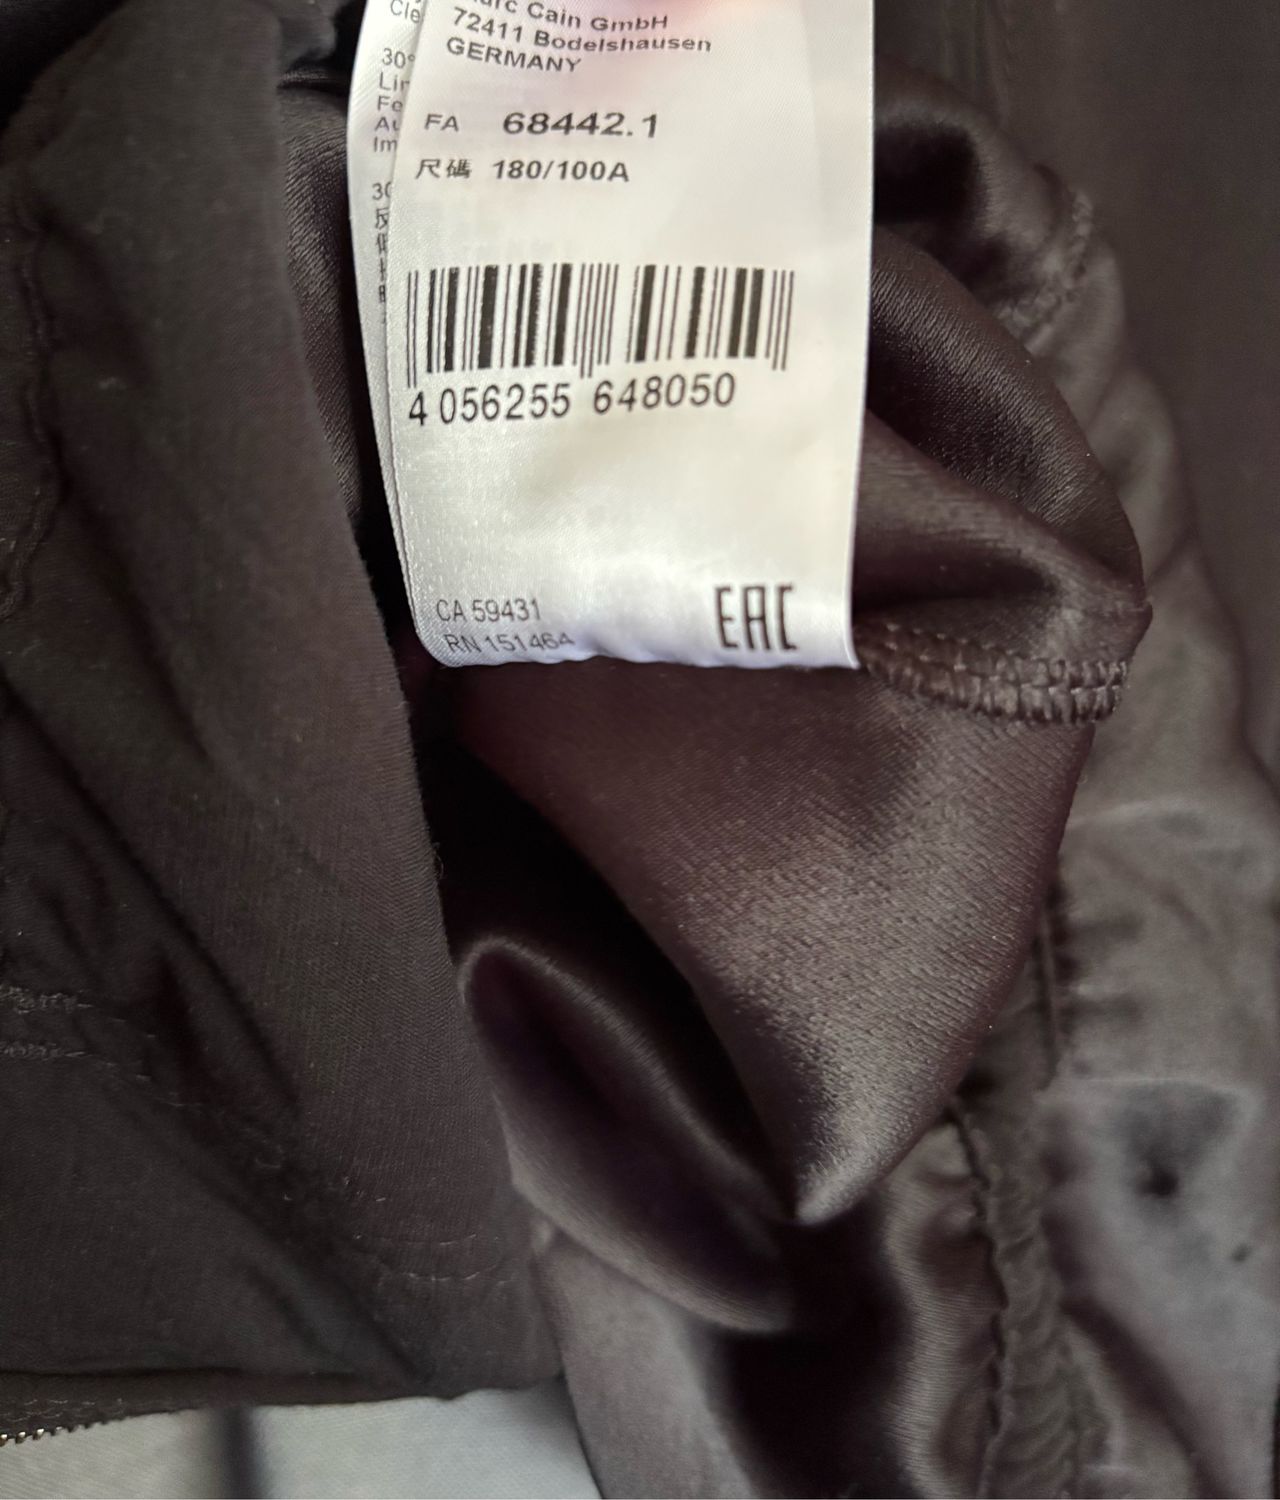 Cain GmbH
72411 Bodelshausen
GERMANY
FA 68442.1
尺碼 180/100A
4 056255 648050
CA 59431
RN 151464
EAC
30°